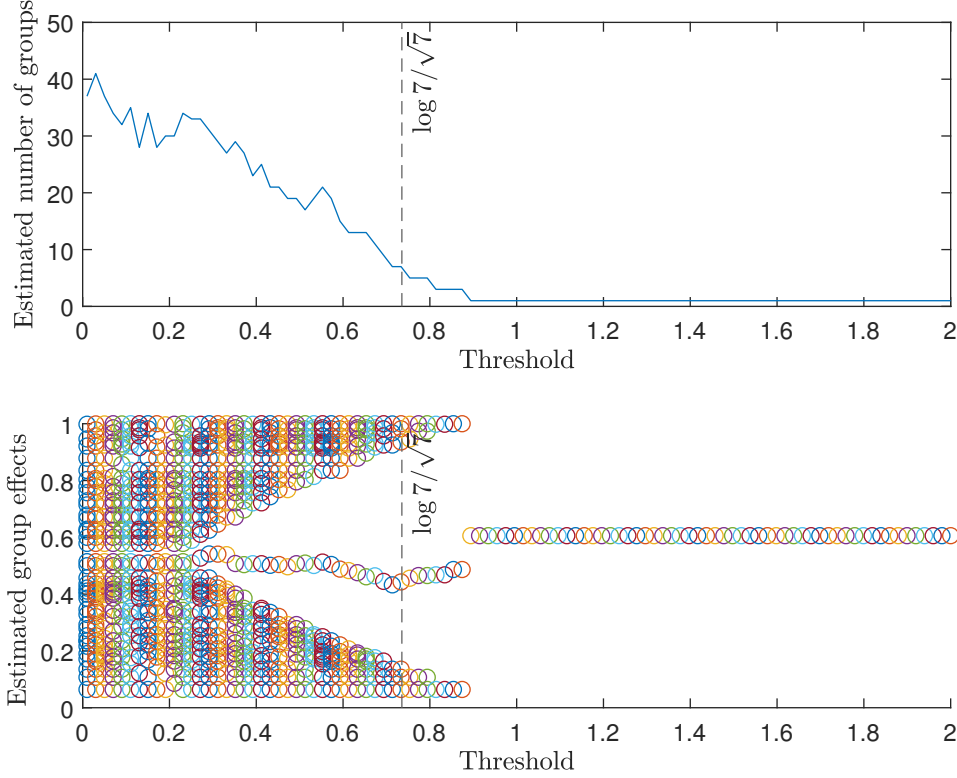 50
40
30
20
10
0
Estimated number of groups
log 7/√7
0 0.2 0.4 0.6 0.8 1 1.2 1.4 1.6 1.8 2
Threshold
1
0.8
0.6
0.4
0.2
0
Estimated group effects
log 7/√7
0 0.2 0.4 0.6 0.8 1 1.2 1.4 1.6 1.8 2
Threshold